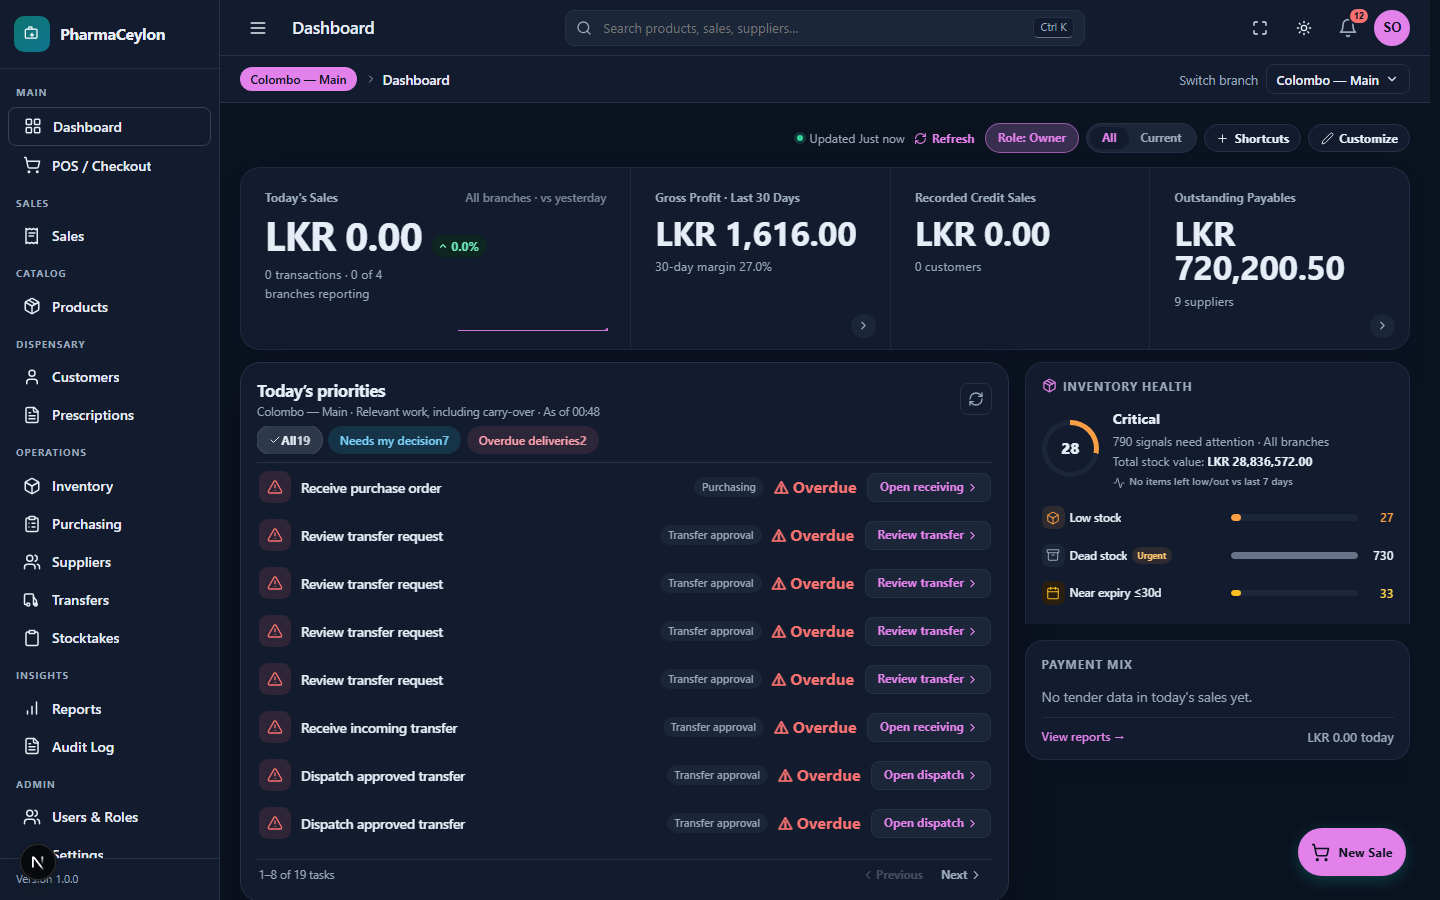 PharmaCeylon
Dashboard
Search products, sales, suppliers...
Ctrl K
12
SO
Colombo — Main
Dashboard
Switch branch
Colombo — Main
MAIN
Dashboard
POS / Checkout
SALES
Sales
CATALOG
Products
DISPENSARY
Customers
Prescriptions
OPERATIONS
Inventory
Purchasing
Suppliers
Transfers
Stocktakes
INSIGHTS
Reports
Audit Log
ADMIN
Users & Roles
Settings
N
Version 1.0.0
Updated Just now
Refresh
Role: Owner
All
Current
Shortcuts
Customize
Today's Sales
All branches · vs yesterday
LKR 0.00
0.0%
0 transactions · 0 of 4
branches reporting
Gross Profit · Last 30 Days
LKR 1,616.00
30-day margin 27.0%
Recorded Credit Sales
LKR 0.00
0 customers
Outstanding Payables
LKR
720,200.50
9 suppliers
Today's priorities
Colombo — Main · Relevant work, including carry-over · As of 00:48
All19
Needs my decision7
Overdue deliveries2
Receive purchase order
Purchasing
Overdue
Open receiving
Review transfer request
Transfer approval
Overdue
Review transfer
Review transfer request
Transfer approval
Overdue
Review transfer
Review transfer request
Transfer approval
Overdue
Review transfer
Review transfer request
Transfer approval
Overdue
Review transfer
Receive incoming transfer
Transfer approval
Overdue
Open receiving
Dispatch approved transfer
Transfer approval
Overdue
Open dispatch
Dispatch approved transfer
Transfer approval
Overdue
Open dispatch
1–8 of 19 tasks
Previous
Next
INVENTORY HEALTH
28
Critical
790 signals need attention · All branches
Total stock value: LKR 28,836,572.00
No items left low/out vs last 7 days
Low stock
27
Dead stock
Urgent
730
Near expiry ≤30d
33
PAYMENT MIX
No tender data in today's sales yet.
View reports →
LKR 0.00 today
New Sale